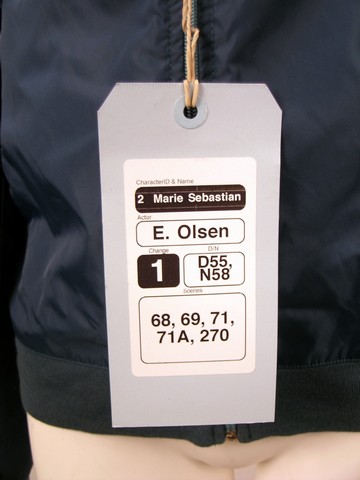 CharacterID & Name
2 Marie Sebastian
Actor
E. Olsen
Change
D/N
1
D55,
N58
Scenes
68, 69, 71,
71A, 270